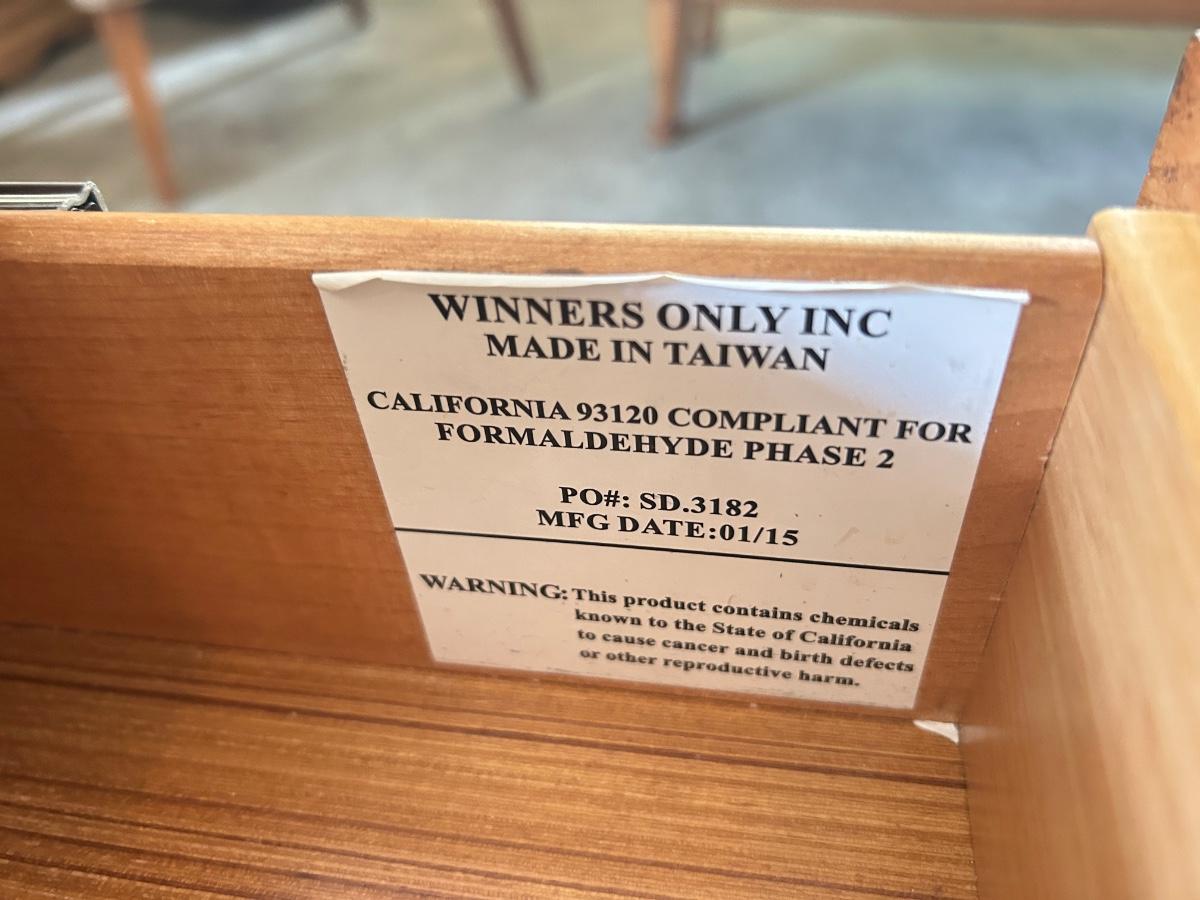 WINNERS ONLY INC
MADE IN TAIWAN
CALIFORNIA 93120 COMPLIANT FOR
FORMALDEHYDE PHASE 2
PO#: SD.3182
MFG DATE:01/15
WARNING: This product contains chemicals
known to the State of California
to cause cancer and birth defects
or other reproductive harm.